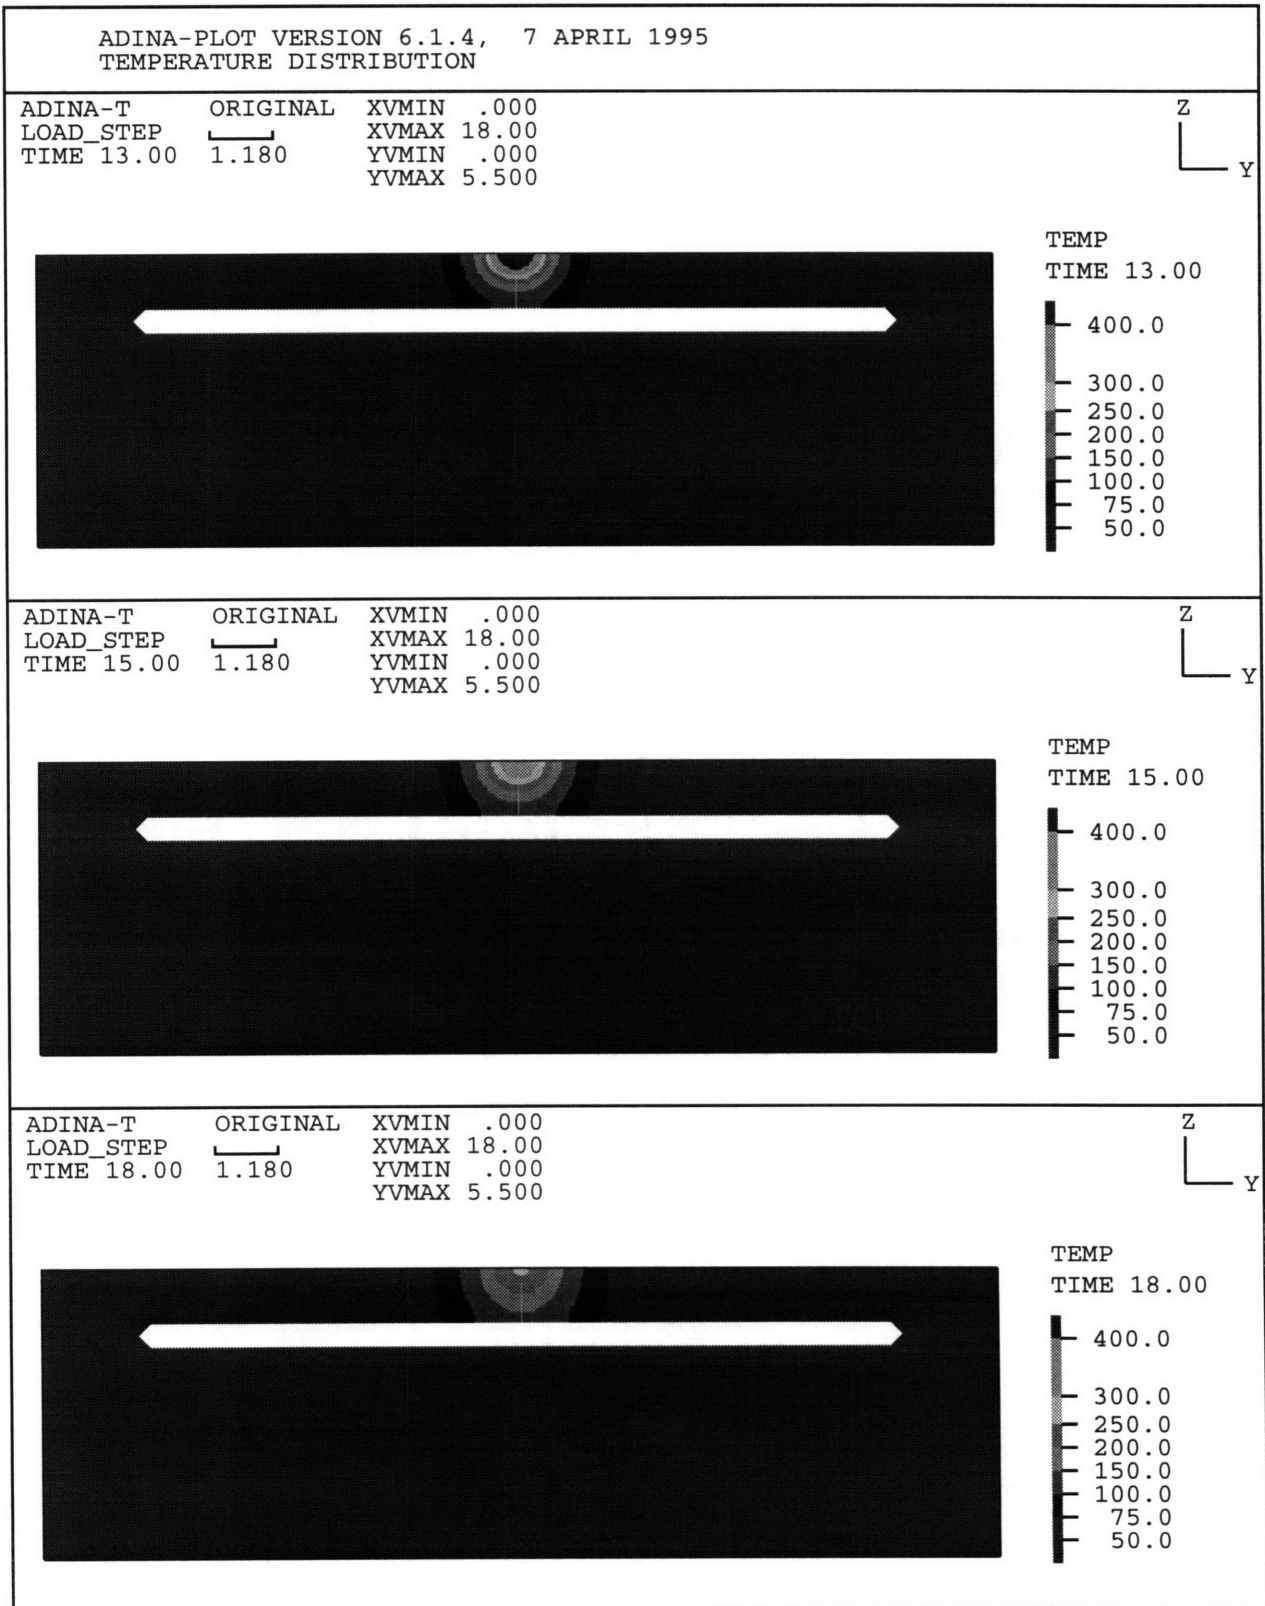 ADINA-PLOT VERSION 6.1.4, 7 APRIL 1995
TEMPERATURE DISTRIBUTION
ADINA-T ORIGINAL XVMIN .000
LOAD_STEP XVMAX 18.00
TIME 13.00 1.180 YVMIN .000
YVMAX 5.500
Z
Y
TEMP
TIME 13.00
400.0
300.0
250.0
200.0
150.0
100.0
75.0
50.0
ADINA-T ORIGINAL XVMIN .000
LOAD_STEP XVMAX 18.00
TIME 15.00 1.180 YVMIN .000
YVMAX 5.500
Z
Y
TEMP
TIME 15.00
400.0
300.0
250.0
200.0
150.0
100.0
75.0
50.0
ADINA-T ORIGINAL XVMIN .000
LOAD_STEP XVMAX 18.00
TIME 18.00 1.180 YVMIN .000
YVMAX 5.500
Z
Y
TEMP
TIME 18.00
400.0
300.0
250.0
200.0
150.0
100.0
75.0
50.0